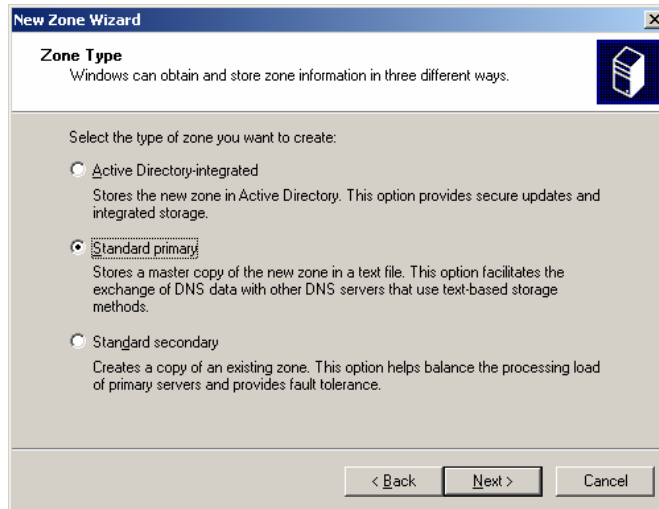 New Zone Wizard
Zone Type
Windows can obtain and store zone information in three different ways.
Select the type of zone you want to create:
Active Directory-integrated
Stores the new zone in Active Directory. This option provides secure updates and
integrated storage.
Standard primary
Stores a master copy of the new zone in a text file. This option facilitates the
exchange of DNS data with other DNS servers that use text-based storage
methods.
Standard secondary
Creates a copy of an existing zone. This option helps balance the processing load
of primary servers and provides fault tolerance.
< Back Next > Cancel